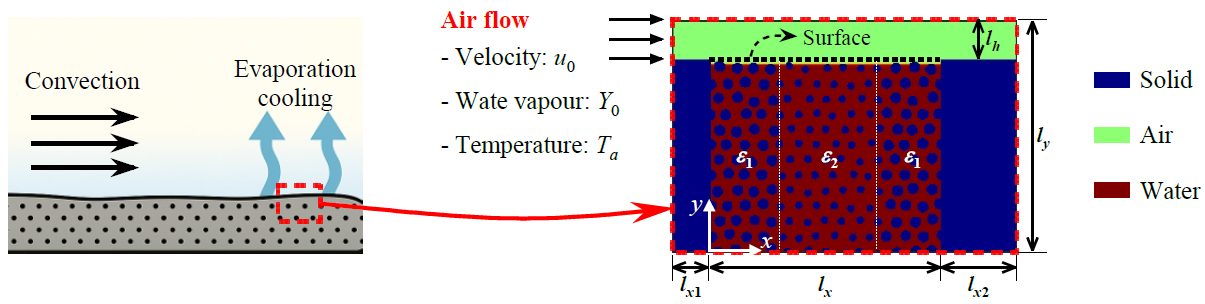 Convection
Evaporation
cooling
Air flow
- Velocity: u0
- Wate vapour: Y0
- Temperature: Ta
Surface
lh
ly
ε1
ε2
ε1
y
x
lx1
lx
lx2
Solid
Air
Water